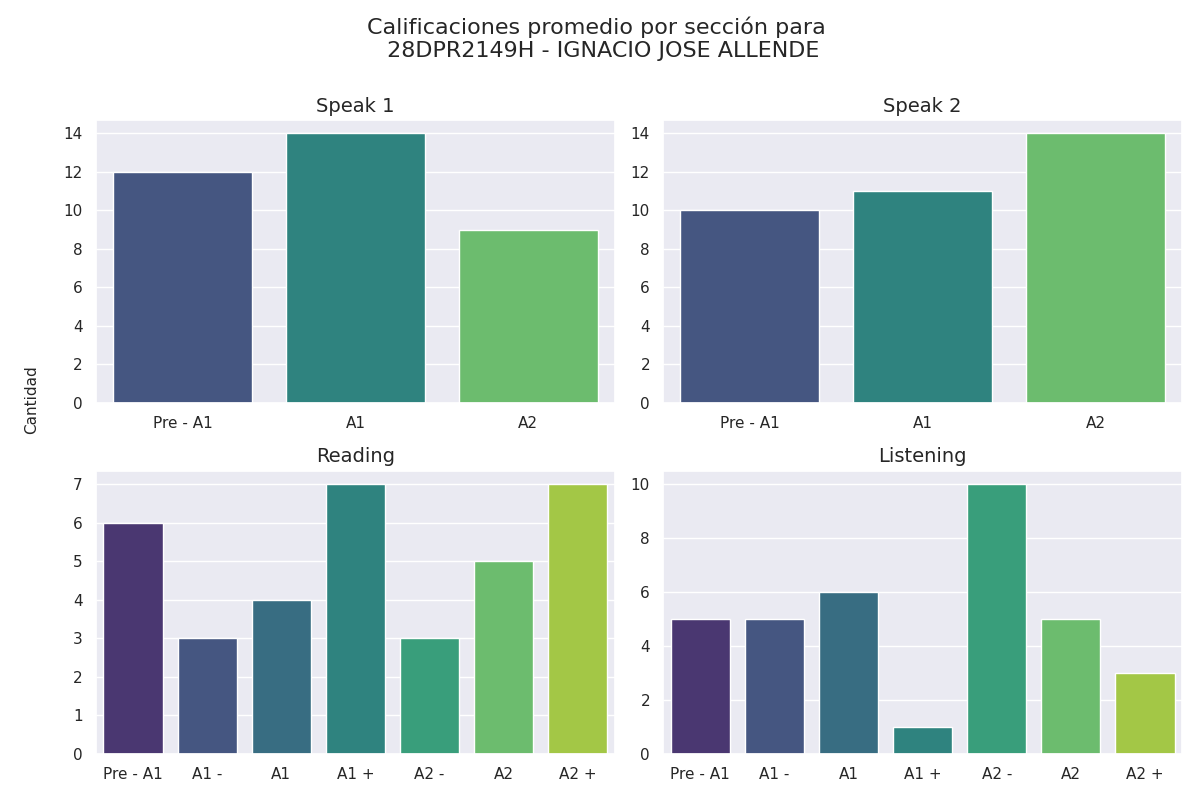 Calificaciones promedio por sección para
28DPR2149H - IGNACIO JOSE ALLENDE
Cantidad
Speak 1
14
12
10
8
6
4
2
0
Pre - A1 A1 A2
Speak 2
14
12
10
8
6
4
2
0
Pre - A1 A1 A2
Reading
7
6
5
4
3
2
1
0
Pre - A1 A1 - A1 A1 + A2 - A2 A2 +
Listening
10
8
6
4
2
0
Pre - A1 A1 - A1 A1 + A2 - A2 A2 +